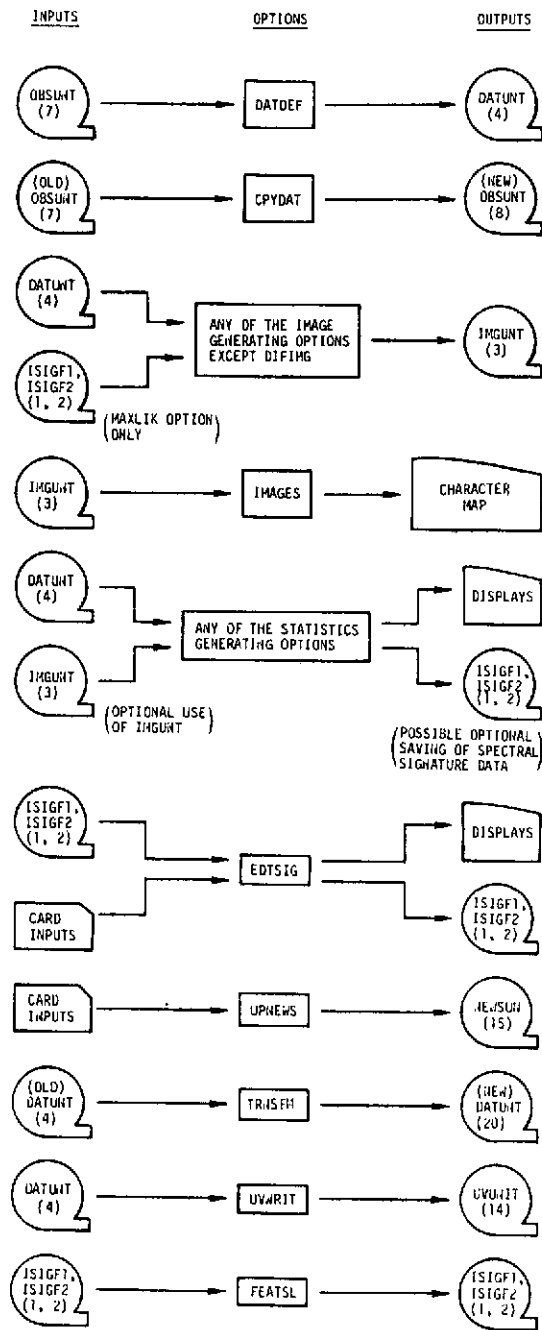 INPUTS OPTIONS OUTPUTS
OBSUNT
(7)
DATDEF
DATUNT
(4)
(OLD)
OBSUNT
(7)
CPYDAT
(NEW)
OBSUNT
(8)
DATUNT
(4)
ISIGF1,
ISIGF2
(1, 2)
(MAXLIK OPTION
ONLY)
ANY OF THE IMAGE
GENERATING OPTIONS
EXCEPT DIFIMG
IMGUNT
(3)
IMGUNT
(3)
IMAGES
CHARACTER
MAP
DATUNT
(4)
IMGUNT
(3)
(OPTIONAL USE
OF IMGUNT)
ANY OF THE STATISTICS
GENERATING OPTIONS
DISPLAYS
ISIGF1,
ISIGF2
(1, 2)
(POSSIBLE OPTIONAL
SAVING OF SPECTRAL
SIGNATURE DATA)
ISIGF1,
ISIGF2
(1, 2)
CARD
INPUTS
EDTSIG
DISPLAYS
ISIGF1,
ISIGF2
(1, 2)
CARD
INPUTS
UPNEWS
NEWSUN
(15)
(OLD)
DATUNT
(4)
TRNSFM
(NEW)
DATUNT
(20)
DATUNT
(4)
UVWRIT
UVUNIT
(14)
ISIGF1,
ISIGF2
(1, 2)
FEATSL
ISIGF1,
ISIGF2
(1, 2)